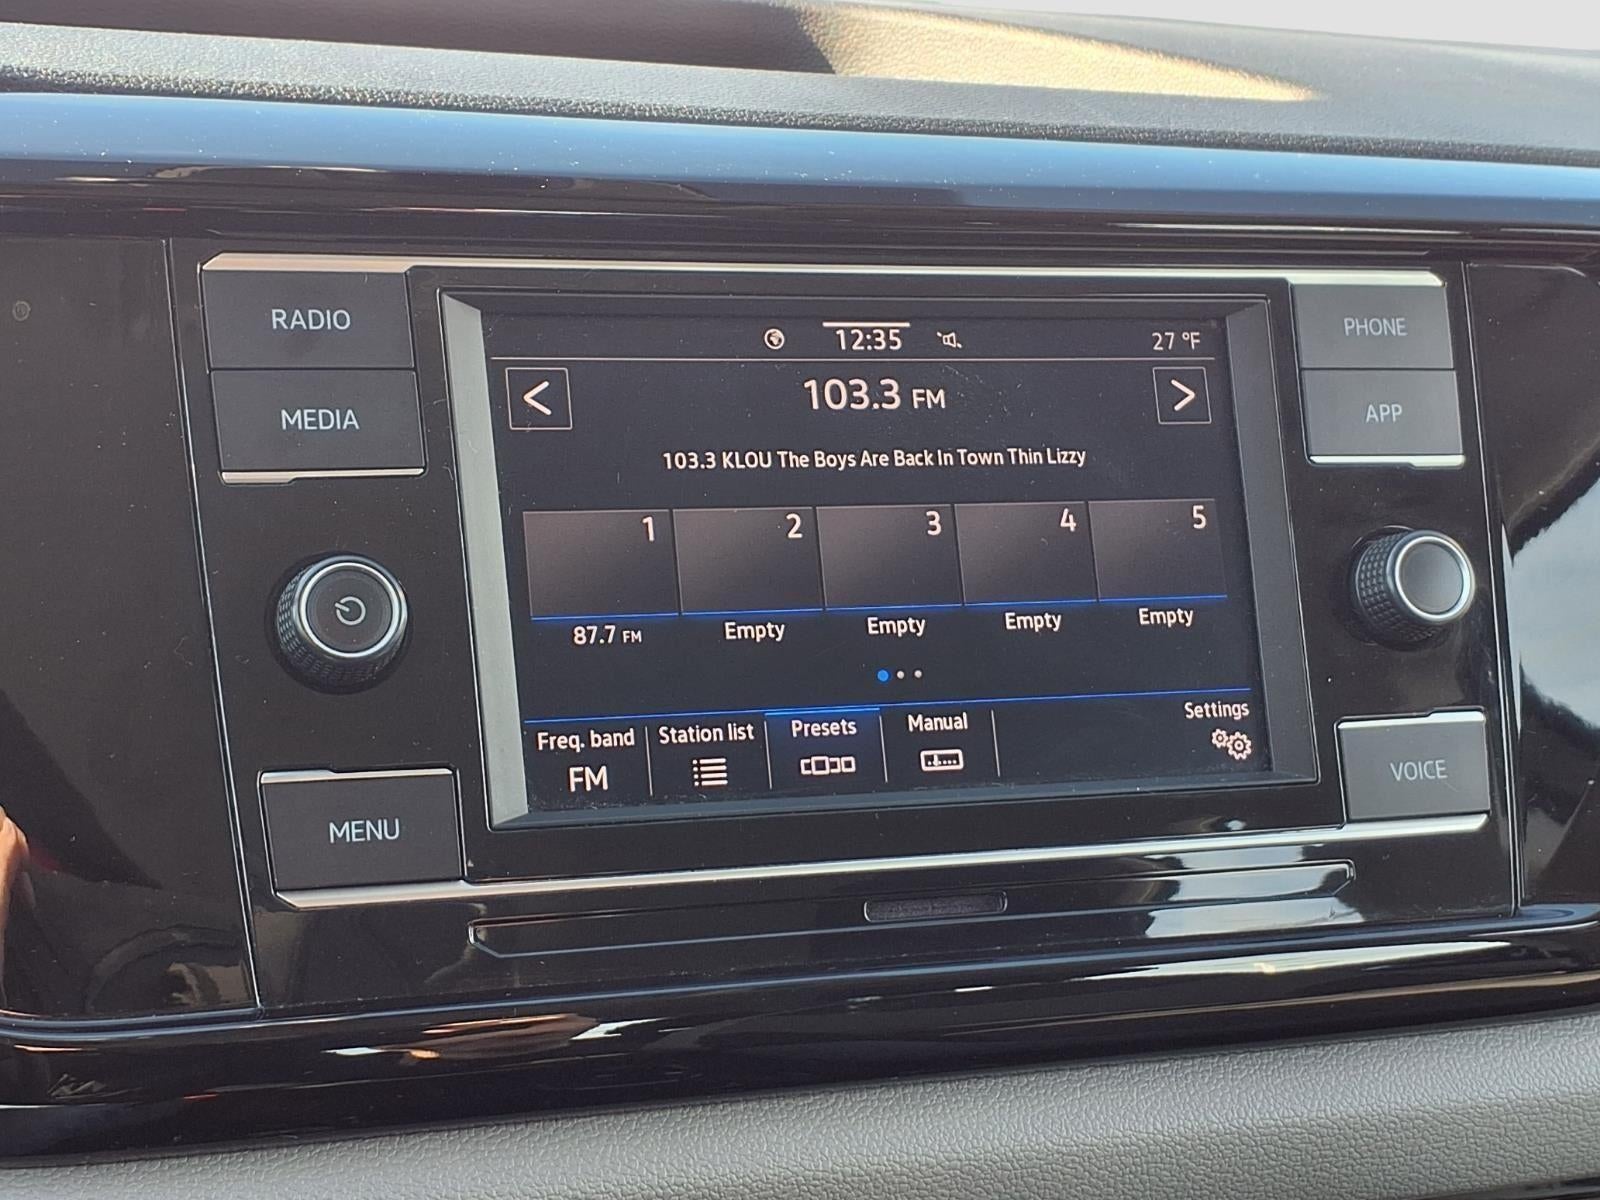 RADIO
MEDIA
MENU
PHONE
APP
VOICE
12:35
27 °F
103.3 FM
103.3 KLOU The Boys Are Back In Town Thin Lizzy
1 2 3 4 5
87.7 FM Empty Empty Empty Empty
Freq. band Station list Presets Manual Settings
FM